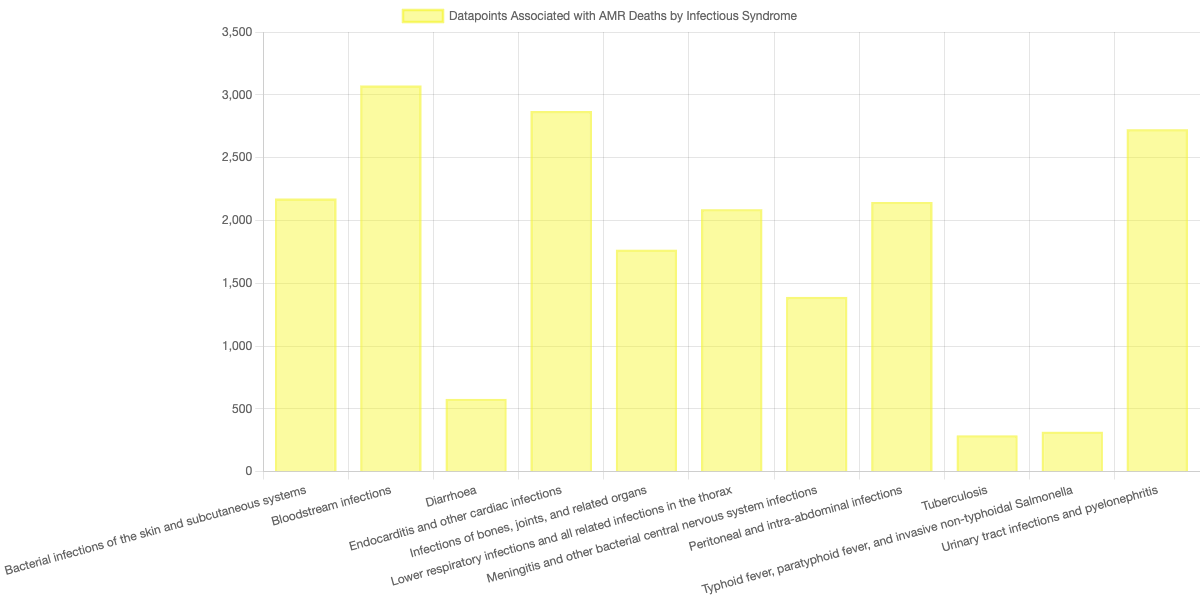 Datapoints Associated with AMR Deaths by Infectious Syndrome
3,500
3,000
2,500
2,000
1,500
1,000
500
0
Bacterial infections of the skin and subcutaneous systems
Bloodstream infections
Diarrhoea
Endocarditis and other cardiac infections
Infections of bones, joints, and related organs
Lower respiratory infections and all related infections in the thorax
Meningitis and other bacterial central nervous system infections
Peritoneal and intra-abdominal infections
Tuberculosis
Typhoid fever, paratyphoid fever, and invasive non-typhoidal Salmonella
Urinary tract infections and pyelonephritis